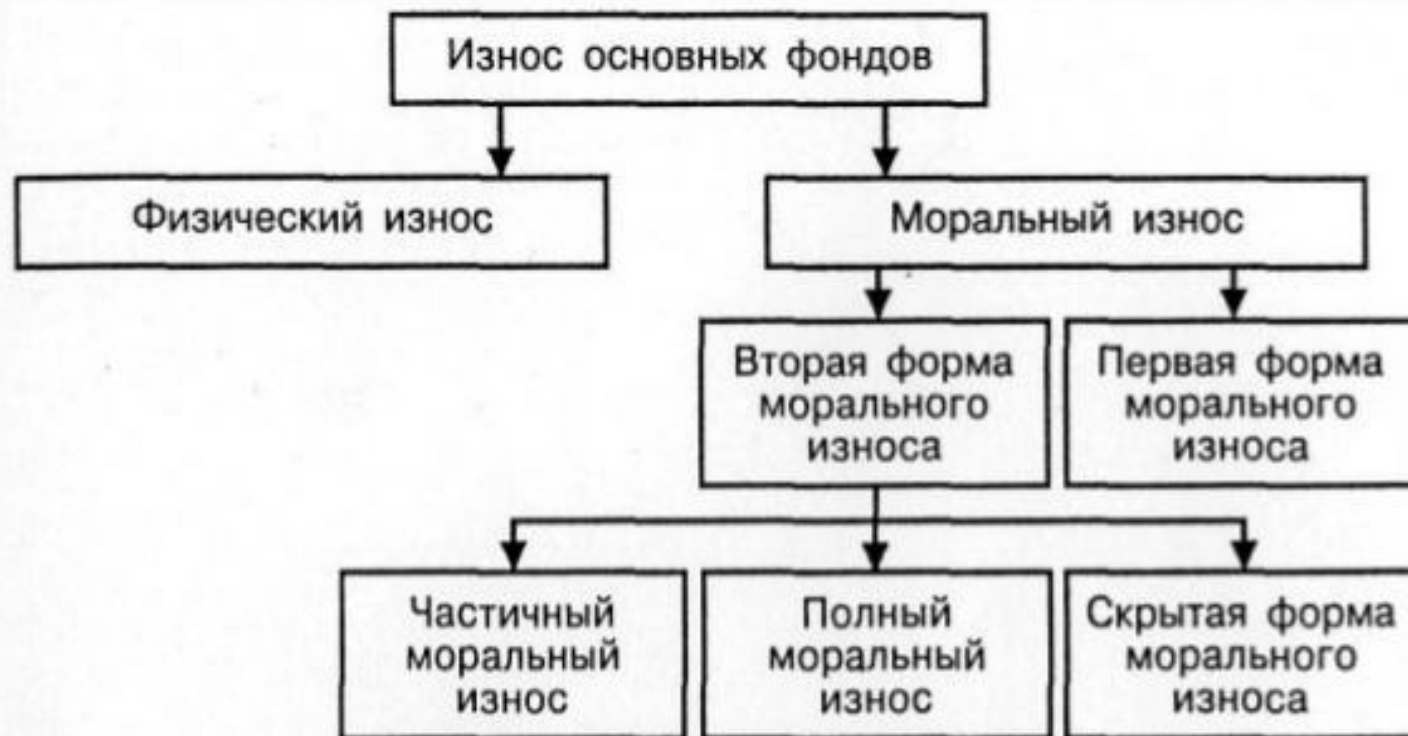 Износ основных фондов
Физический износ
Моральный износ
Вторая форма
морального
износа
Первая форма
морального
износа
Частичный
моральный
износ
Полный
моральный
износ
Скрытая форма
морального
износа